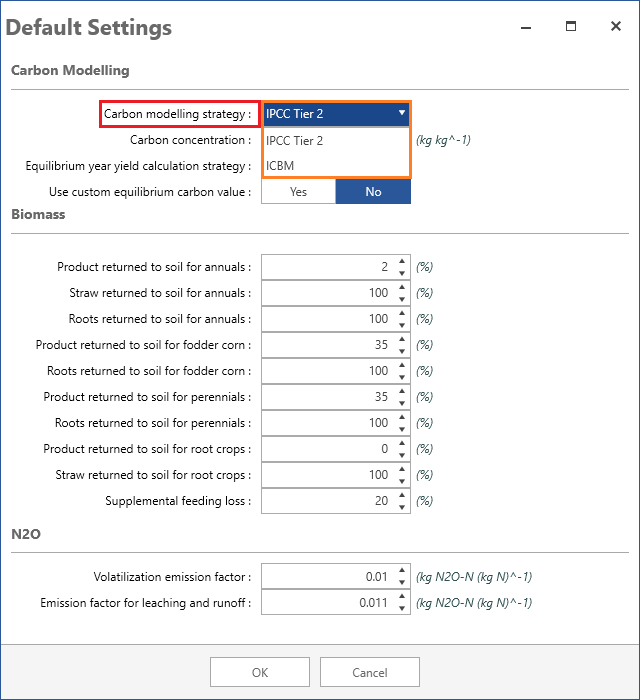 Default Settings
Carbon Modelling
Carbon modelling strategy : IPCC Tier 2
Carbon concentration : IPCC Tier 2 (kg kg^-1)
Equilibrium year yield calculation strategy : ICBM
Use custom equilibrium carbon value : Yes No
Biomass
Product returned to soil for annuals : 2 (%)
Straw returned to soil for annuals : 100 (%)
Roots returned to soil for annuals : 100 (%)
Product returned to soil for fodder corn : 35 (%)
Roots returned to soil for fodder corn : 100 (%)
Product returned to soil for perennials : 35 (%)
Roots returned to soil for perennials : 100 (%)
Product returned to soil for root crops : 0 (%)
Straw returned to soil for root crops : 100 (%)
Supplemental feeding loss : 20 (%)
N2O
Volatilization emission factor : 0.01 (kg N2O-N (kg N)^-1)
Emission factor for leaching and runoff : 0.011 (kg N2O-N (kg N)^-1)
OK Cancel